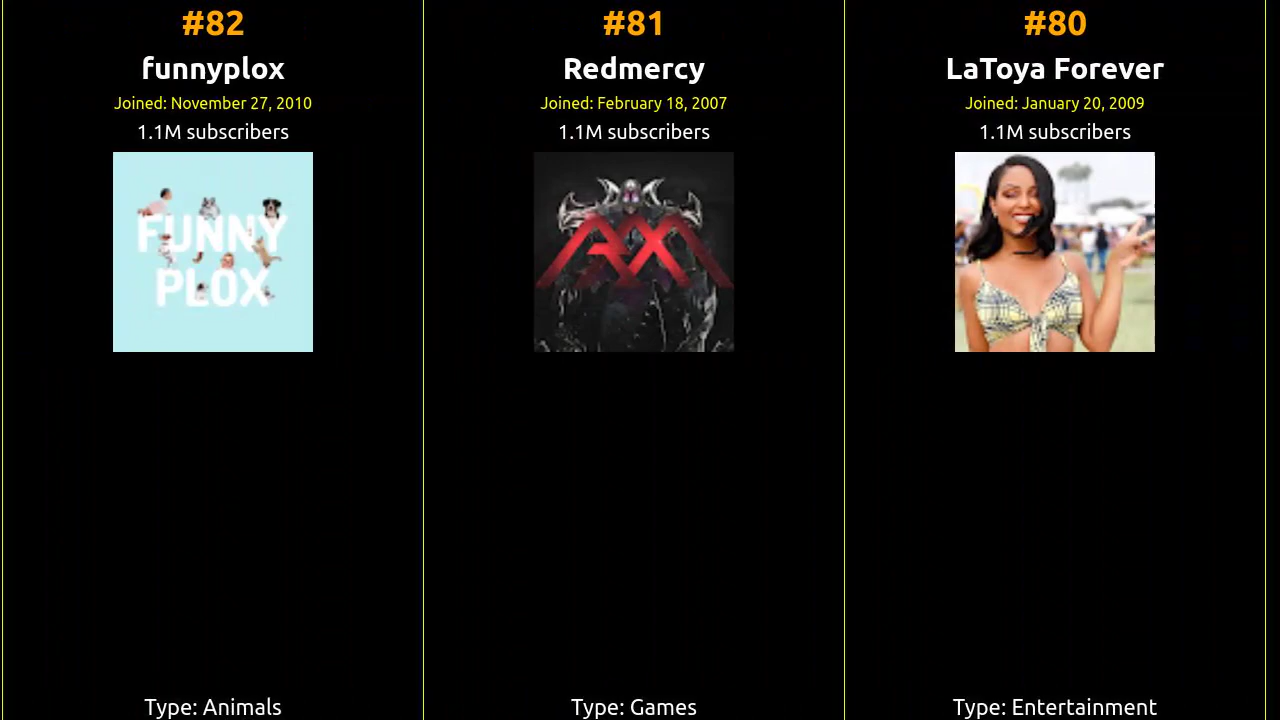 #82
funnyplox
Joined: November 27, 2010
1.1M subscribers
FUNNY
PLOX
Type: Animals
#81
Redmercy
Joined: February 18, 2007
1.1M subscribers
RM
Type: Games
#80
LaToya Forever
Joined: January 20, 2009
1.1M subscribers
Type: Entertainment